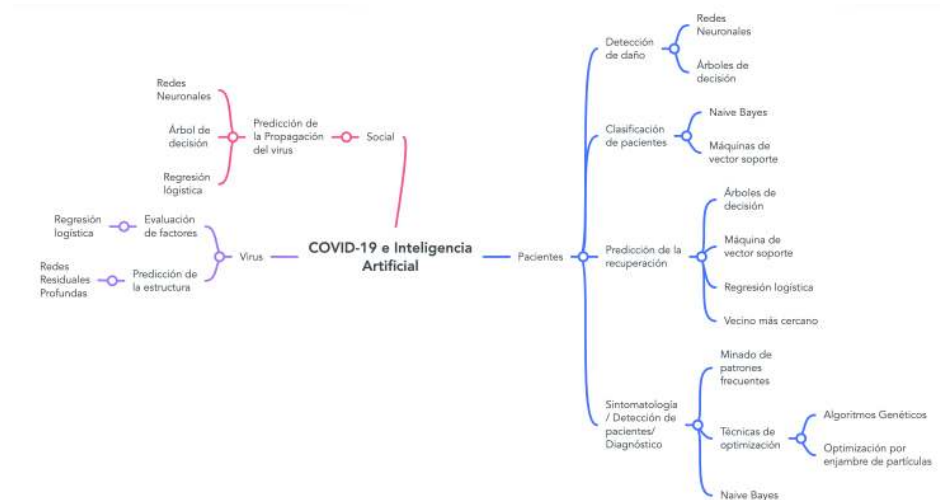 Redes
Neuronales
Árbol de
decisión
Regresión
lógistica
Predicción de
la Propagación
del virus
Social
Regresión
logística
Evaluación
de factores
Redes
Residuales
Profundas
Predicción de
la estructura
Virus
COVID-19 e Inteligencia
Artificial
Pacientes
Detección
de daño
Redes
Neuronales
Árboles de
decisión
Clasificación
de pacientes
Naive Bayes
Máquinas de
vector soporte
Predicción de la
recuperación
Árboles de
decisión
Máquina de
vector soporte
Regresión logística
Vecino más cercano
Sintomatología
/ Detección de
pacientes/
Diagnóstico
Minado de
patrones
frecuentes
Técnicas de
optimización
Algoritmos Genéticos
Optimización por
enjambre de partículas
Naive Bayes